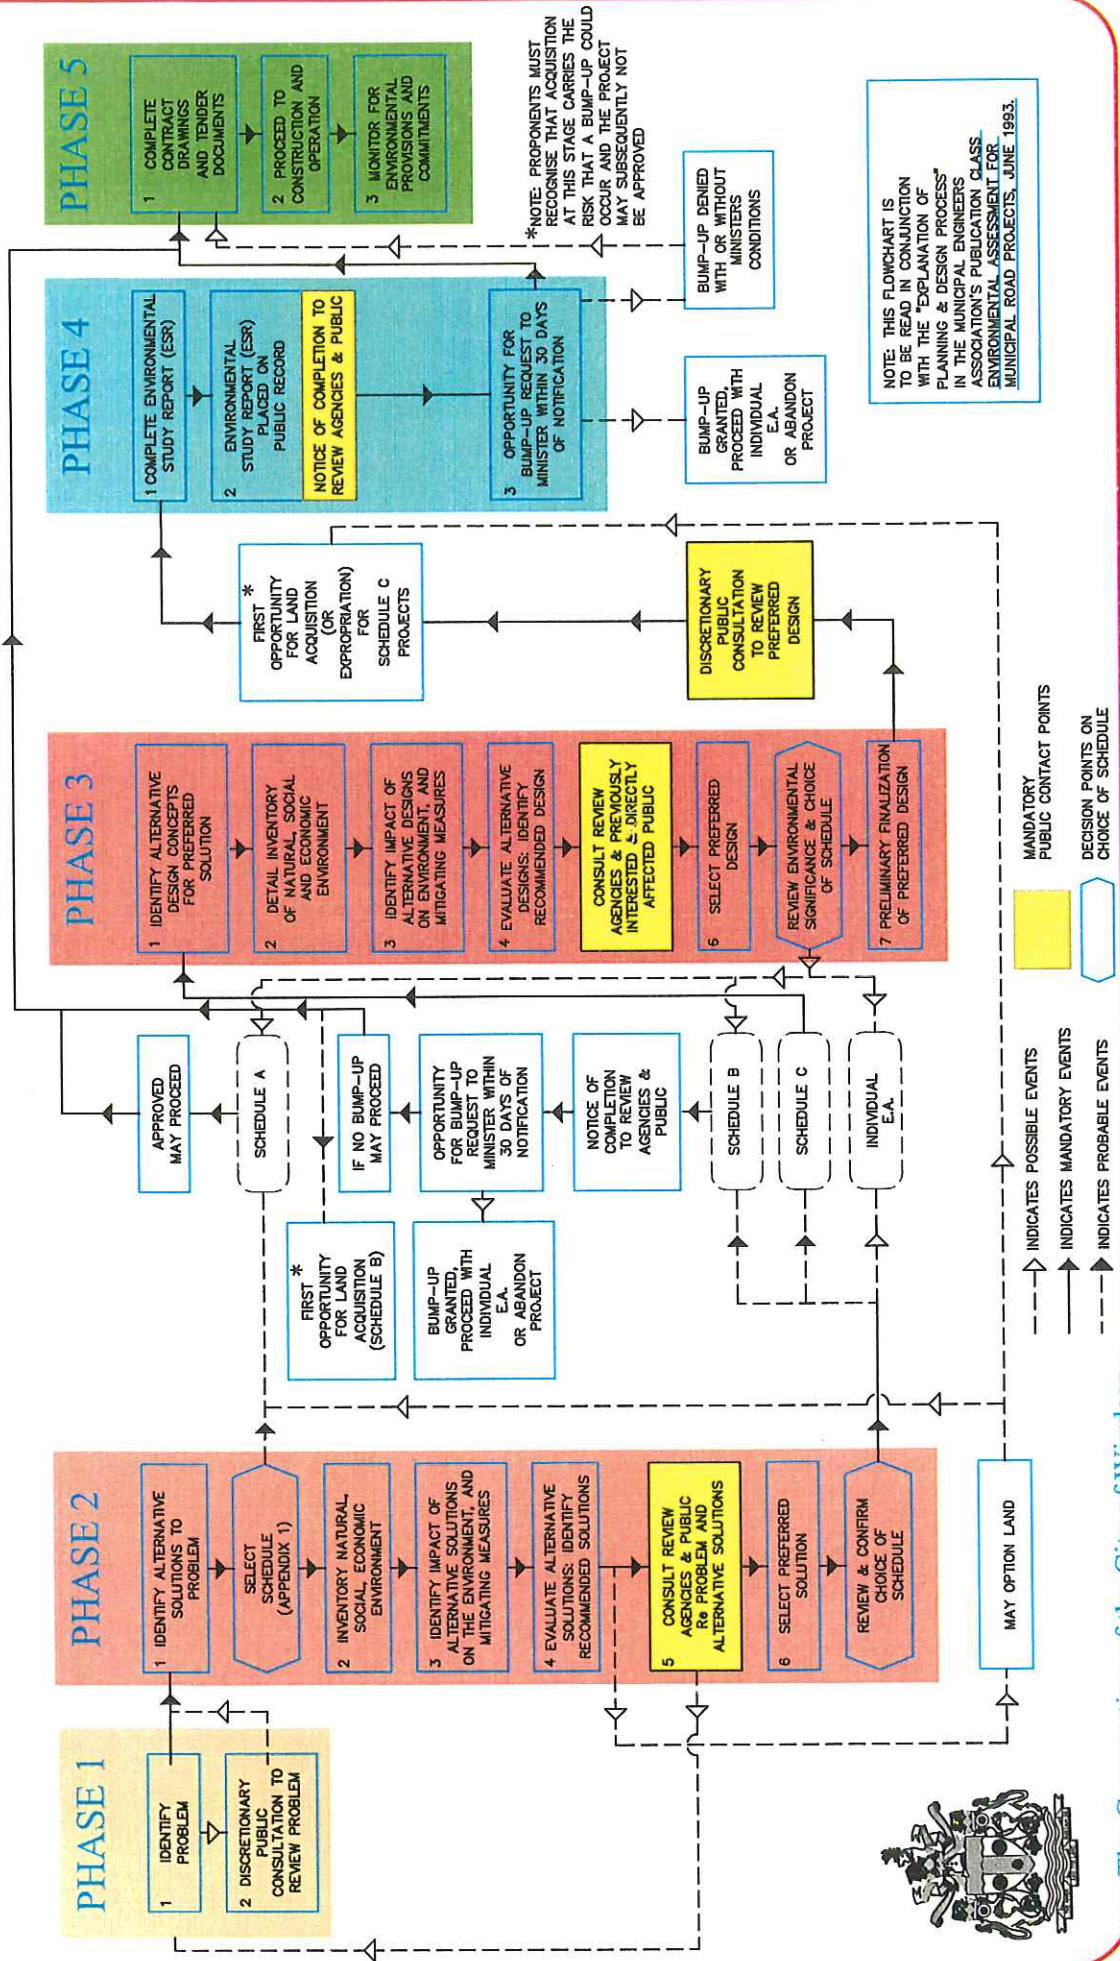 PHASE 1
1 IDENTIFY
PROBLEM
2 DISCRETIONARY
PUBLIC
CONSULTATION TO
REVIEW PROBLEM
PHASE 2
1 IDENTIFY ALTERNATIVE
SOLUTIONS TO
PROBLEM
SELECT
SCHEDULE
(APPENDIX 1)
2 INVENTORY NATURAL,
SOCIAL, ECONOMIC
ENVIRONMENT
3 IDENTIFY IMPACT OF
ALTERNATIVE SOLUTIONS
ON THE ENVIRONMENT, AND
MITIGATING MEASURES
4 EVALUATE ALTERNATIVE
SOLUTIONS: IDENTIFY
RECOMMENDED SOLUTIONS
5 CONSULT REVIEW
AGENCIES & PUBLIC
Re PROBLEM AND
ALTERNATIVE SOLUTIONS
6 SELECT PREFERRED
SOLUTION
REVIEW & CONFIRM
CHOICE OF
SCHEDULE
MAY OPTION LAND
APPROVED
MAY PROCEED
SCHEDULE A
FIRST *
OPPORTUNITY
FOR LAND
ACQUISITION
(SCHEDULE B)
IF NO BUMP-UP
MAY PROCEED
BUMP-UP
GRANTED,
PROCEED WITH
INDIVIDUAL
E.A.
OR ABANDON
PROJECT
OPPORTUNITY
FOR BUMP-UP
REQUEST TO
MINISTER WITHIN
30 DAYS OF
NOTIFICATION
NOTICE OF
COMPLETION
TO REVIEW
AGENCIES &
PUBLIC
SCHEDULE B
SCHEDULE C
INDIVIDUAL
E.A.
PHASE 3
1 IDENTIFY ALTERNATIVE
DESIGN CONCEPTS
FOR PREFERRED
SOLUTION
2 DETAIL INVENTORY
OF NATURAL, SOCIAL
AND ECONOMIC
ENVIRONMENT
3 IDENTIFY IMPACT OF
ALTERNATIVE DESIGNS
ON ENVIRONMENT, AND
MITIGATING MEASURES
4 EVALUATE ALTERNATIVE
DESIGNS: IDENTIFY
RECOMMENDED DESIGN
CONSULT REVIEW
AGENCIES & PREVIOUSLY
INTERESTED & DIRECTLY
AFFECTED PUBLIC
6 SELECT PREFERRED
DESIGN
REVIEW ENVIRONMENTAL
SIGNIFICANCE & CHOICE
OF SCHEDULE
7 PRELIMINARY FINALIZATION
OF PREFERRED DESIGN
FIRST *
OPPORTUNITY
FOR LAND
ACQUISITION
(OR
EXPROPRIATION)
FOR
SCHEDULE C
PROJECTS
DISCRETIONARY
PUBLIC
CONSULTATION
TO REVIEW
PREFERRED
DESIGN
PHASE 4
1 COMPLETE ENVIRONMENTAL
STUDY REPORT (ESR)
2 ENVIRONMENTAL
STUDY REPORT (ESR)
PLACED ON
PUBLIC RECORD
NOTICE OF COMPLETION TO
REVIEW AGENCIES & PUBLIC
3 OPPORTUNITY FOR
BUMP-UP REQUEST TO
MINISTER WITHIN 30 DAYS
OF NOTIFICATION
BUMP-UP
GRANTED,
PROCEED WITH
INDIVIDUAL
E.A.
OR ABANDON
PROJECT
BUMP-UP DENIED
WITH OR WITHOUT
MINISTERS
CONDITIONS
PHASE 5
1 COMPLETE
CONTRACT
DRAWINGS
AND TENDER
DOCUMENTS
2 PROCEED TO
CONSTRUCTION AND
OPERATION
3 MONITOR FOR
ENVIRONMENTAL
PROVISIONS AND
COMMITMENTS
*NOTE: PROPONENTS MUST
RECOGNISE THAT ACQUISITION
AT THIS STAGE CARRIES THE
RISK THAT A BUMP-UP COULD
OCCUR AND THE PROJECT
MAY SUBSEQUENTLY NOT
BE APPROVED
NOTE: THIS FLOWCHART IS
TO BE READ IN CONJUNCTION
WITH THE "EXPLANATION OF
PLANNING & DESIGN PROCESS"
IN THE MUNICIPAL ENGINEERS
ASSOCIATION'S PUBLICATION CLASS
ENVIRONMENTAL ASSESSMENT FOR
MUNICIPAL ROAD PROJECTS, JUNE 1993.
INDICATES POSSIBLE EVENTS
INDICATES MANDATORY EVENTS
INDICATES PROBABLE EVENTS
MANDATORY
PUBLIC CONTACT POINTS
DECISION POINTS ON
CHOICE OF SCHEDULE